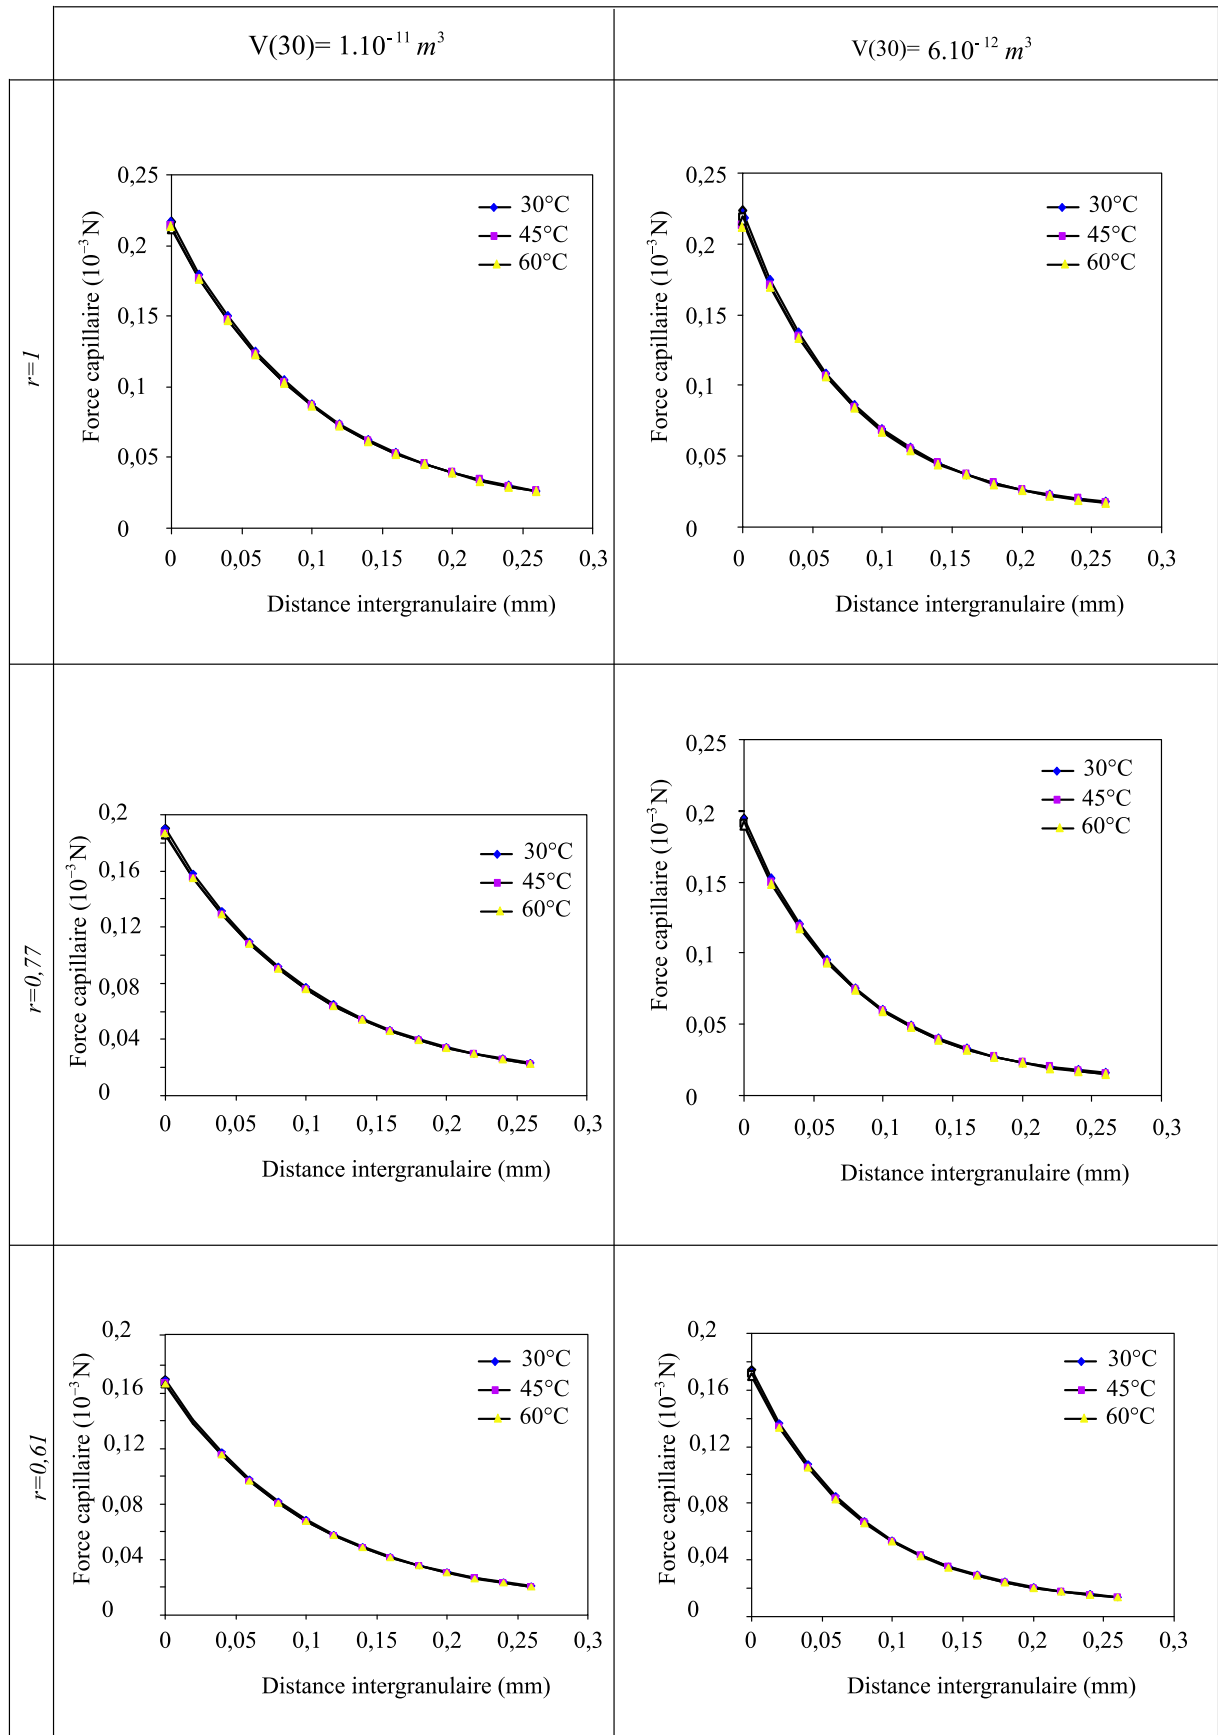 V(30)= 1.10⁻¹¹ m³
V(30)= 6.10⁻¹² m³
r=1
Force capillaire (10⁻³ N)
0,25
0,2
0,15
0,1
0,05
0
30°C
45°C
60°C
0 0,05 0,1 0,15 0,2 0,25 0,3
Distance intergranulaire (mm)
Force capillaire (10⁻³ N)
0,25
0,2
0,15
0,1
0,05
0
30°C
45°C
60°C
0 0,05 0,1 0,15 0,2 0,25 0,3
Distance intergranulaire (mm)
r=0,77
Force capillaire (10⁻³ N)
0,2
0,16
0,12
0,08
0,04
0
30°C
45°C
60°C
0 0,05 0,1 0,15 0,2 0,25 0,3
Distance intergranulaire (mm)
Force capillaire (10⁻³ N)
0,25
0,2
0,15
0,1
0,05
0
30°C
45°C
60°C
0 0,05 0,1 0,15 0,2 0,25 0,3
Distance intergranulaire (mm)
r=0,61
Force capillaire (10⁻³ N)
0,2
0,16
0,12
0,08
0,04
0
30°C
45°C
60°C
0 0,05 0,1 0,15 0,2 0,25 0,3
Distance intergranulaire (mm)
Force capillaire (10⁻³ N)
0,2
0,16
0,12
0,08
0,04
0
30°C
45°C
60°C
0 0,05 0,1 0,15 0,2 0,25 0,3
Distance intergranulaire (mm)